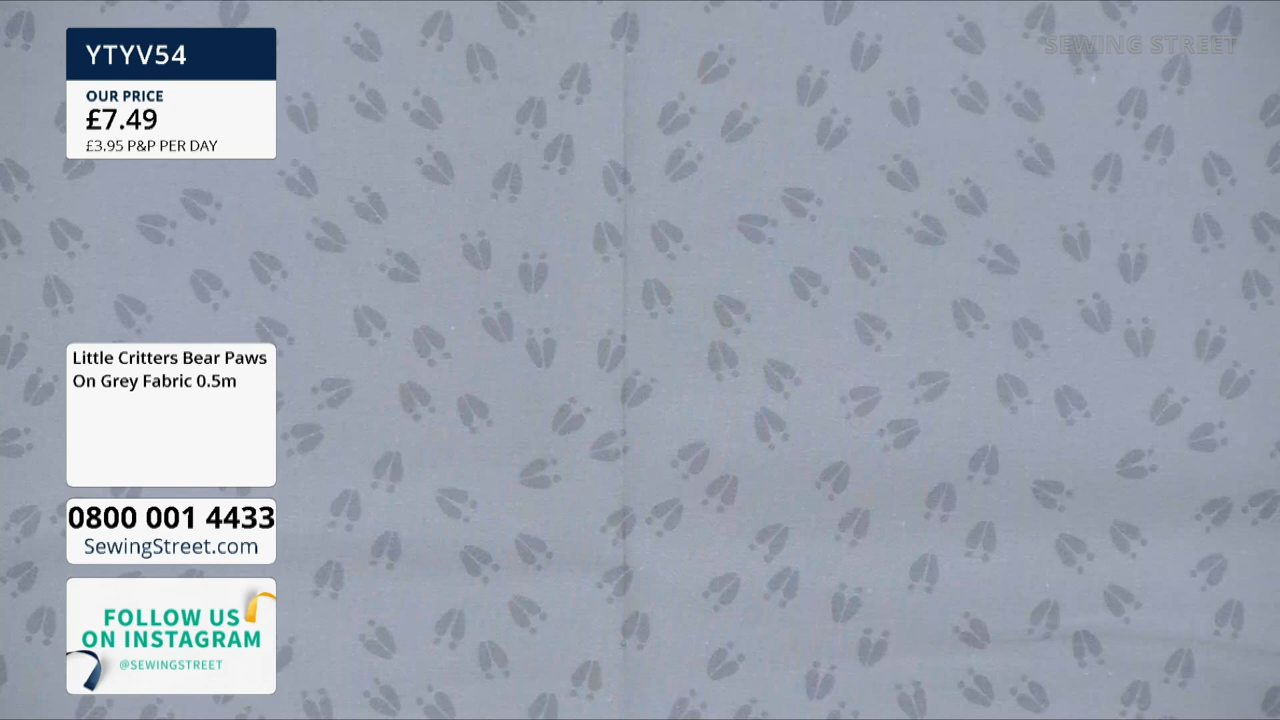 YTYV54
OUR PRICE
£7.49
£3.95 P&P PER DAY
Little Critters Bear Paws
On Grey Fabric 0.5m
0800 001 4433
SewingStreet.com
FOLLOW US
ON INSTAGRAM
@SEWINGSTREET
SEWING STREET